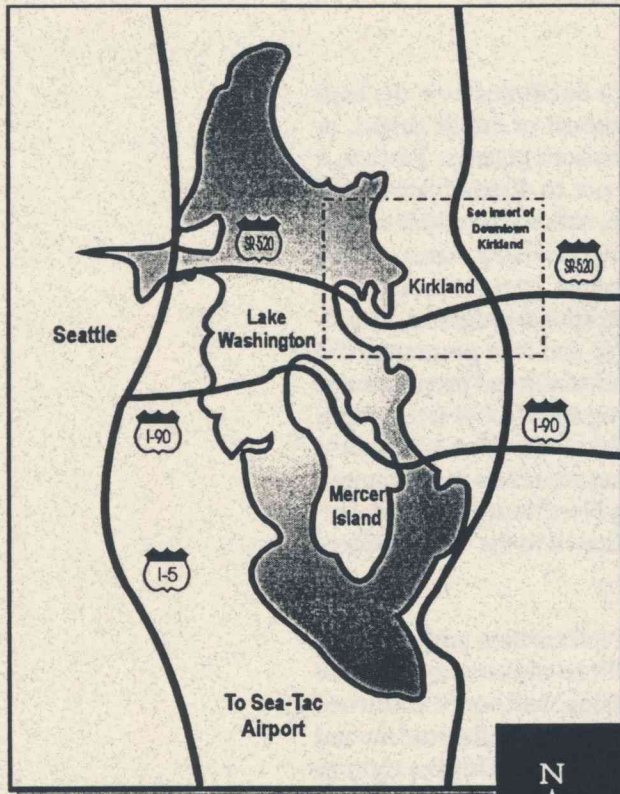 See Insert of
Downtown
Kirkland
SR-520
SR-520
Kirkland
Seattle
Lake
Washington
I-90
I-90
Mercer
Island
I-5
To Sea-Tac
Airport
N